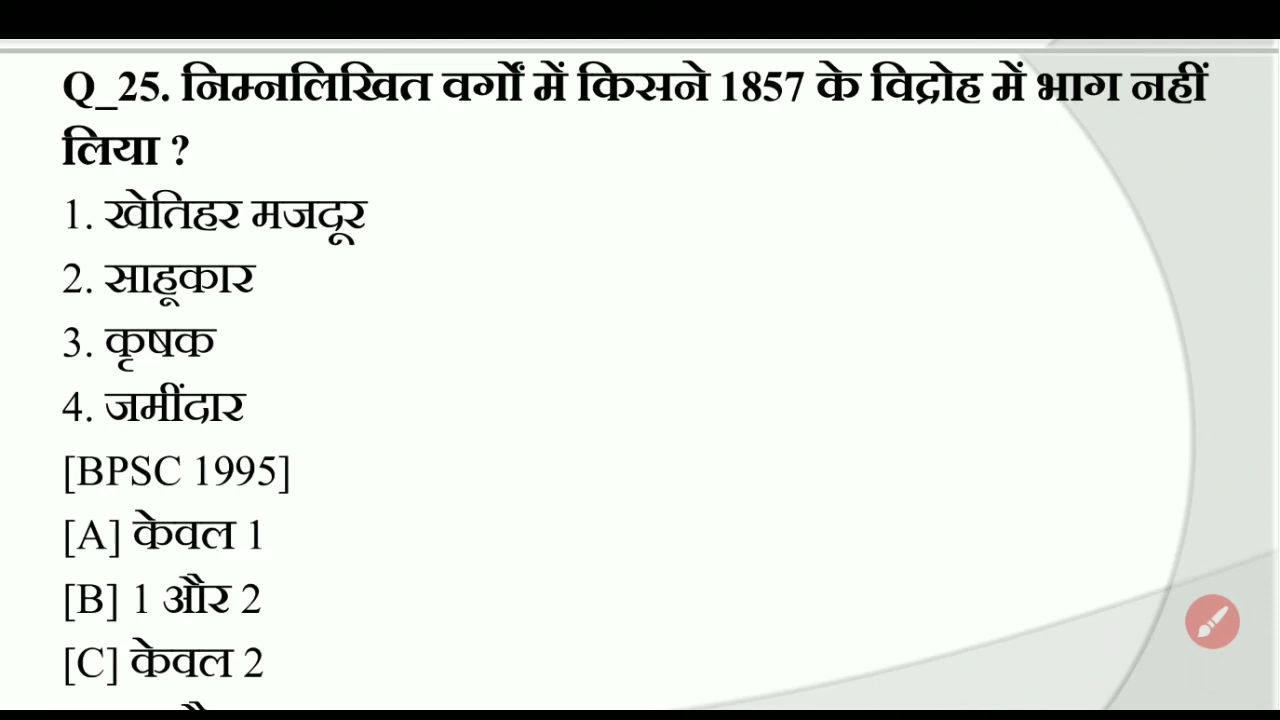 Q_25. निम्नलिखित वर्गों में किसने 1857 के विद्रोह में भाग नहीं
लिया ?
1. खेतिहर मजदूर
2. साहूकार
3. कृषक
4. जमींदार
[BPSC 1995]
[A] केवल 1
[B] 1 और 2
[C] केवल 2